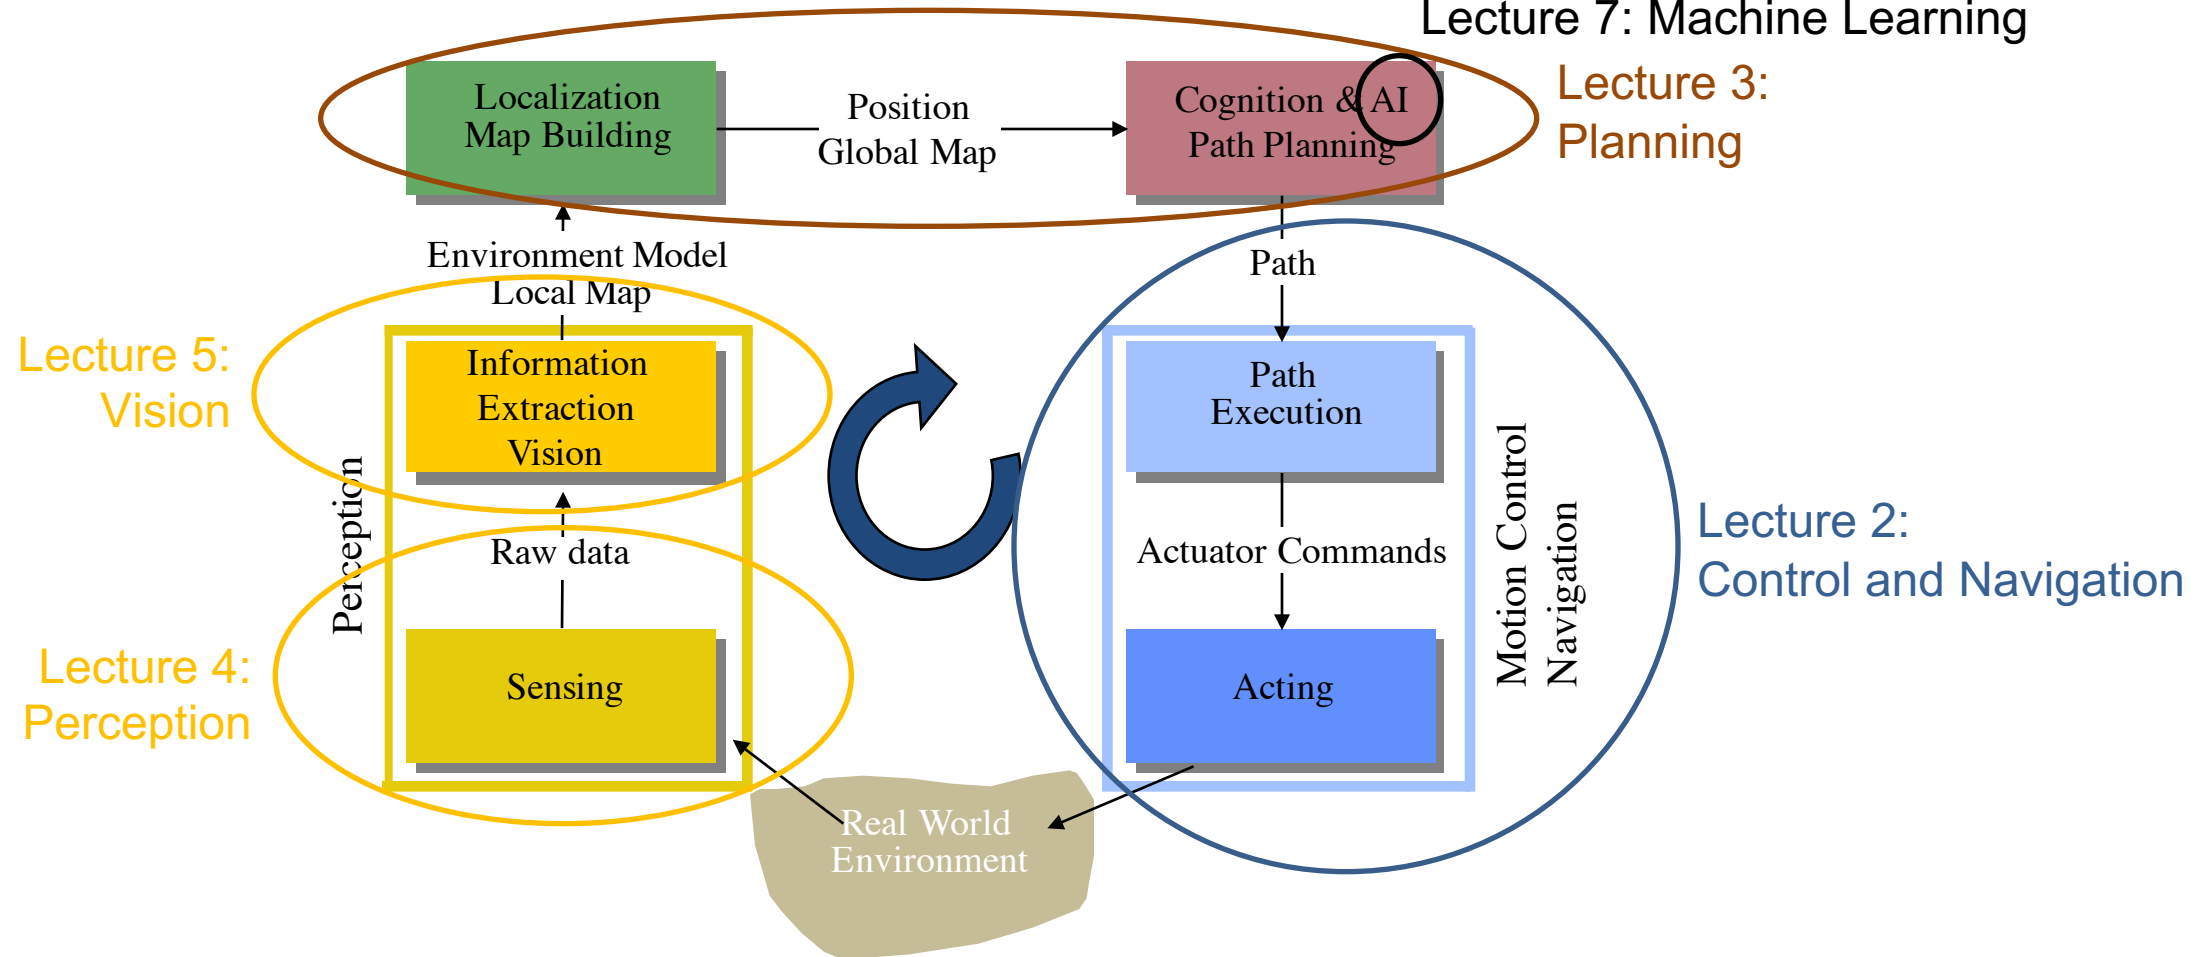 Lecture 7: Machine Learning
Lecture 3:
Planning
Localization
Map Building
Position
Global Map
Cognition & AI
Path Planning
Environment Model
Local Map
Path
Lecture 5:
Vision
Information
Extraction
Vision
Path
Execution
Perception
Raw data
Actuator Commands
Motion Control
Navigation
Lecture 2:
Control and Navigation
Lecture 4:
Perception
Sensing
Acting
Real World
Environment